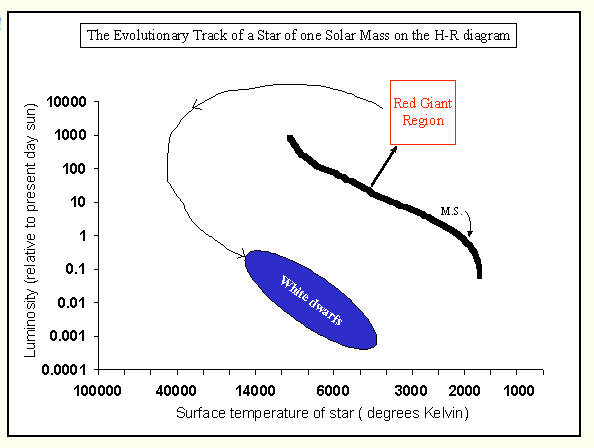 The Evolutionary Track of a Star of one Solar Mass on the H-R diagram
Luminosity (relative to present day sun)
10000
1000
100
10
1
0.1
0.01
0.001
0.0001
Red Giant
Region
M.S.
White dwarfs
100000 40000 14000 6000 3000 2000 1000
Surface temperature of star ( degrees Kelvin)